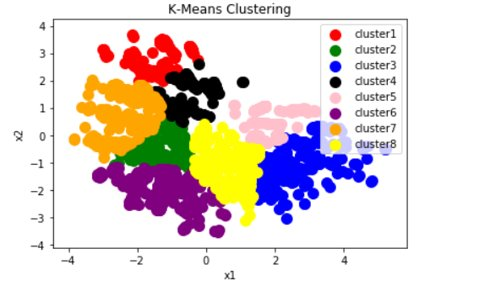 K-Means Clustering
4
3
2
1
0
−1
−2
−3
−4
x2
cluster1
cluster2
cluster3
cluster4
cluster5
cluster6
cluster7
cluster8
−4 −2 0 2 4
x1